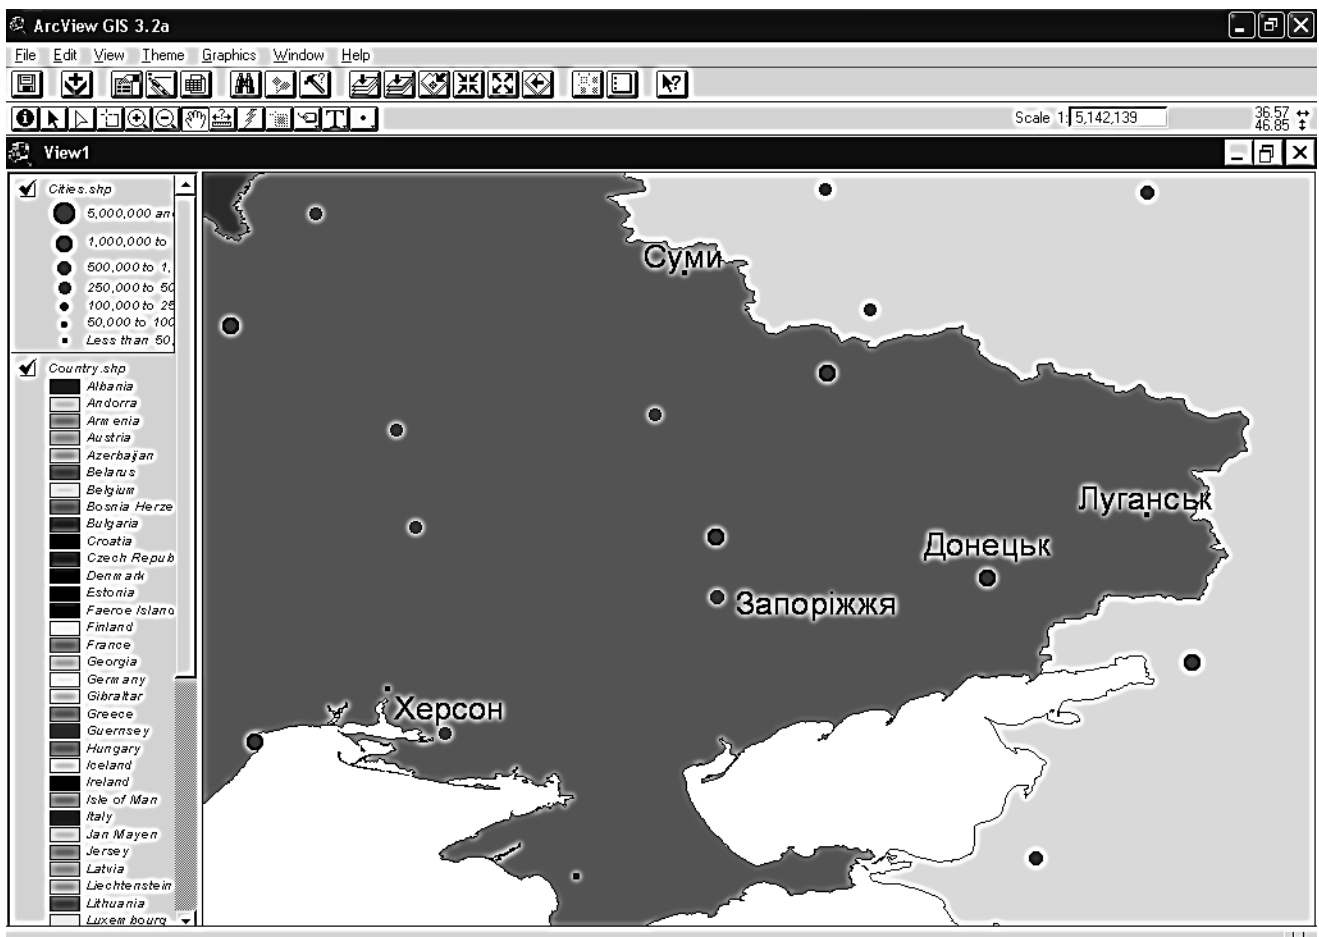 ArcView GIS 3.2a
File Edit View Theme Graphics Window Help
Scale 1: 5,142,139
36.57
46.85
View1
Cities.shp
5,000,000 an
1,000,000 to
500,000 to 1,
250,000 to 50
100,000 to 25
50,000 to 100
Less than 50,
Country.shp
Albania
Andorra
Armenia
Austria
Azerbaijan
Belarus
Belgium
Bosnia Herze
Bulgaria
Croatia
Czech Repub
Denmark
Estonia
Faeroe Island
Finland
France
Georgia
Germany
Gibraltar
Greece
Guernsey
Hungary
Iceland
Ireland
Isle of Man
Italy
Jan Mayen
Jersey
Latvia
Liechtenstein
Lithuania
Luxembourg
Суми
Луганськ
Донецьк
Запоріжжя
Херсон